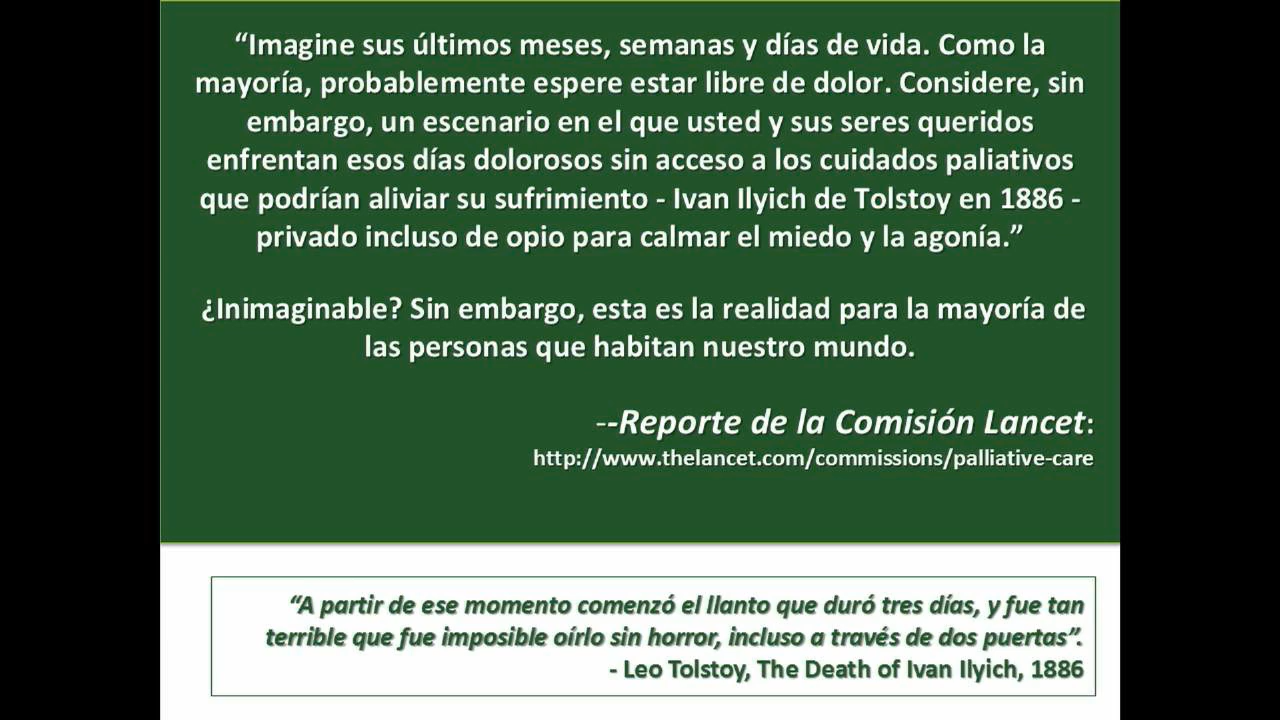 “Imagine sus últimos meses, semanas y días de vida. Como la
mayoría, probablemente espere estar libre de dolor. Considere, sin
embargo, un escenario en el que usted y sus seres queridos
enfrentan esos días dolorosos sin acceso a los cuidados paliativos
que podrían aliviar su sufrimiento - Ivan Ilyich de Tolstoy en 1886 -
privado incluso de opio para calmar el miedo y la agonía.”
¿Inimaginable? Sin embargo, esta es la realidad para la mayoría de
las personas que habitan nuestro mundo.
--Reporte de la Comisión Lancet:
http://www.thelancet.com/commissions/palliative-care
“A partir de ese momento comenzó el llanto que duró tres días, y fue tan
terrible que fue imposible oírlo sin horror, incluso a través de dos puertas”.
- Leo Tolstoy, The Death of Ivan Ilyich, 1886